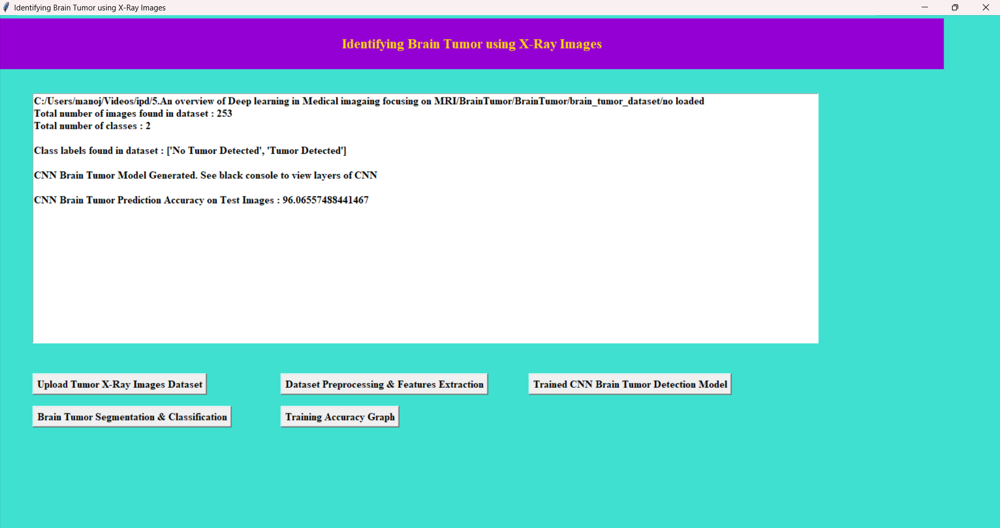 Identifying Brain Tumor using X-Ray Images
Identifying Brain Tumor using X-Ray Images
C:/Users/manoj/Videos/ipd/5.An overview of Deep learning in Medical imagaing focusing on MRI/BrainTumor/BrainTumor/brain_tumor_dataset/no loaded
Total number of images found in dataset : 253
Total number of classes : 2
Class labels found in dataset : ['No Tumor Detected', 'Tumor Detected']
CNN Brain Tumor Model Generated. See black console to view layers of CNN
CNN Brain Tumor Prediction Accuracy on Test Images : 96.06557488441467
Upload Tumor X-Ray Images Dataset
Dataset Preprocessing & Features Extraction
Trained CNN Brain Tumor Detection Model
Brain Tumor Segmentation & Classification
Training Accuracy Graph